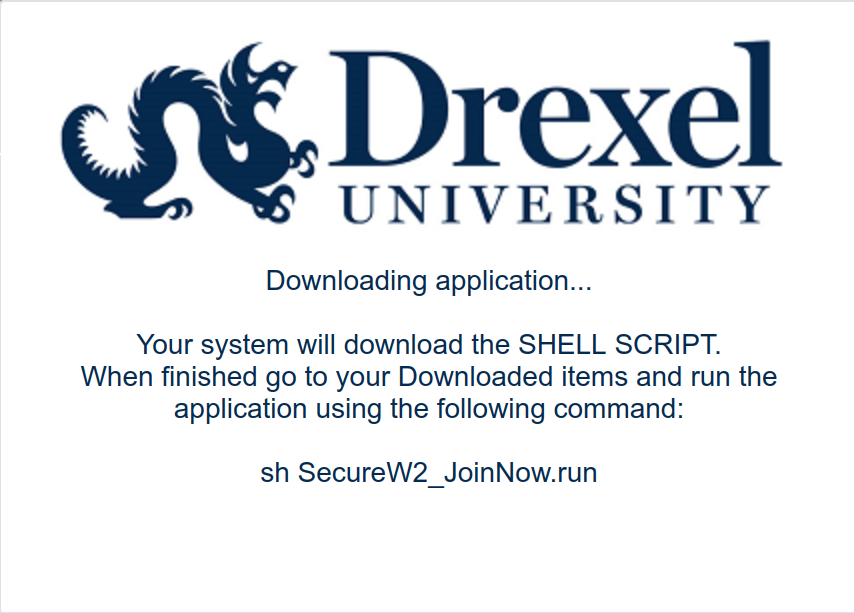 Drexel
UNIVERSITY
Downloading application...
Your system will download the SHELL SCRIPT.
When finished go to your Downloaded items and run the
application using the following command:
sh SecureW2_JoinNow.run